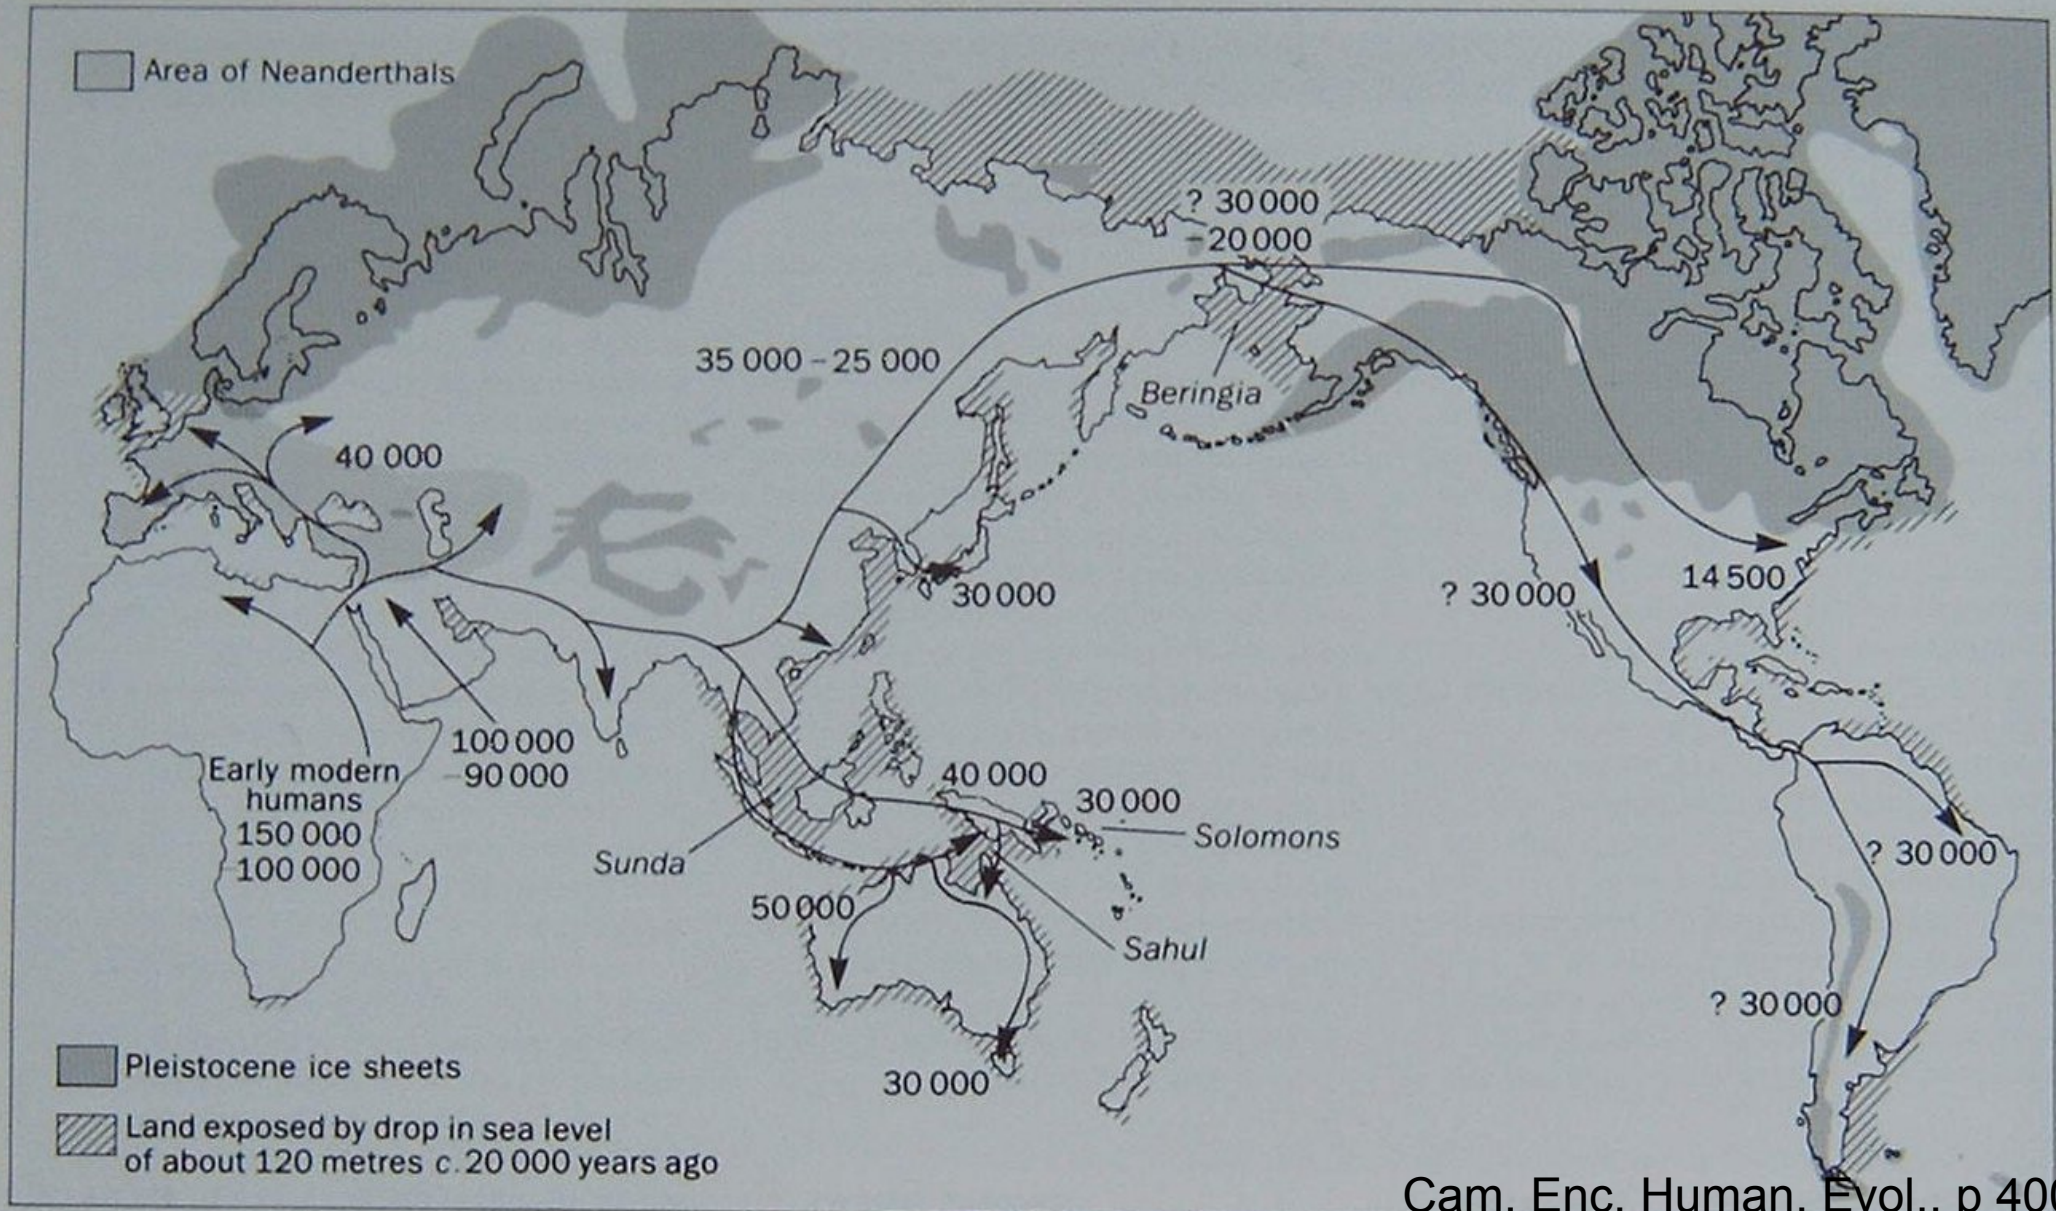 Area of Neanderthals
? 30 000
–20 000
35 000 – 25 000
Beringia
40 000
30 000
? 30 000
14 500
100 000
–90 000
Early modern
humans
150 000
–100 000
40 000
30 000
Solomons
Sunda
50 000
Sahul
? 30 000
? 30 000
30 000
Pleistocene ice sheets
Land exposed by drop in sea level
of about 120 metres c. 20 000 years ago
Cam. Enc. Human. Evol., p 400